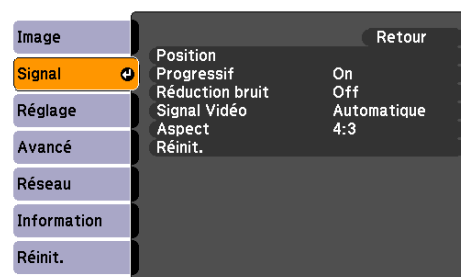 Image
Signal
Réglage
Avancé
Réseau
Information
Réinit.
Retour
Position
Progressif On
Réduction bruit Off
Signal Vidéo Automatique
Aspect 4:3
Réinit.